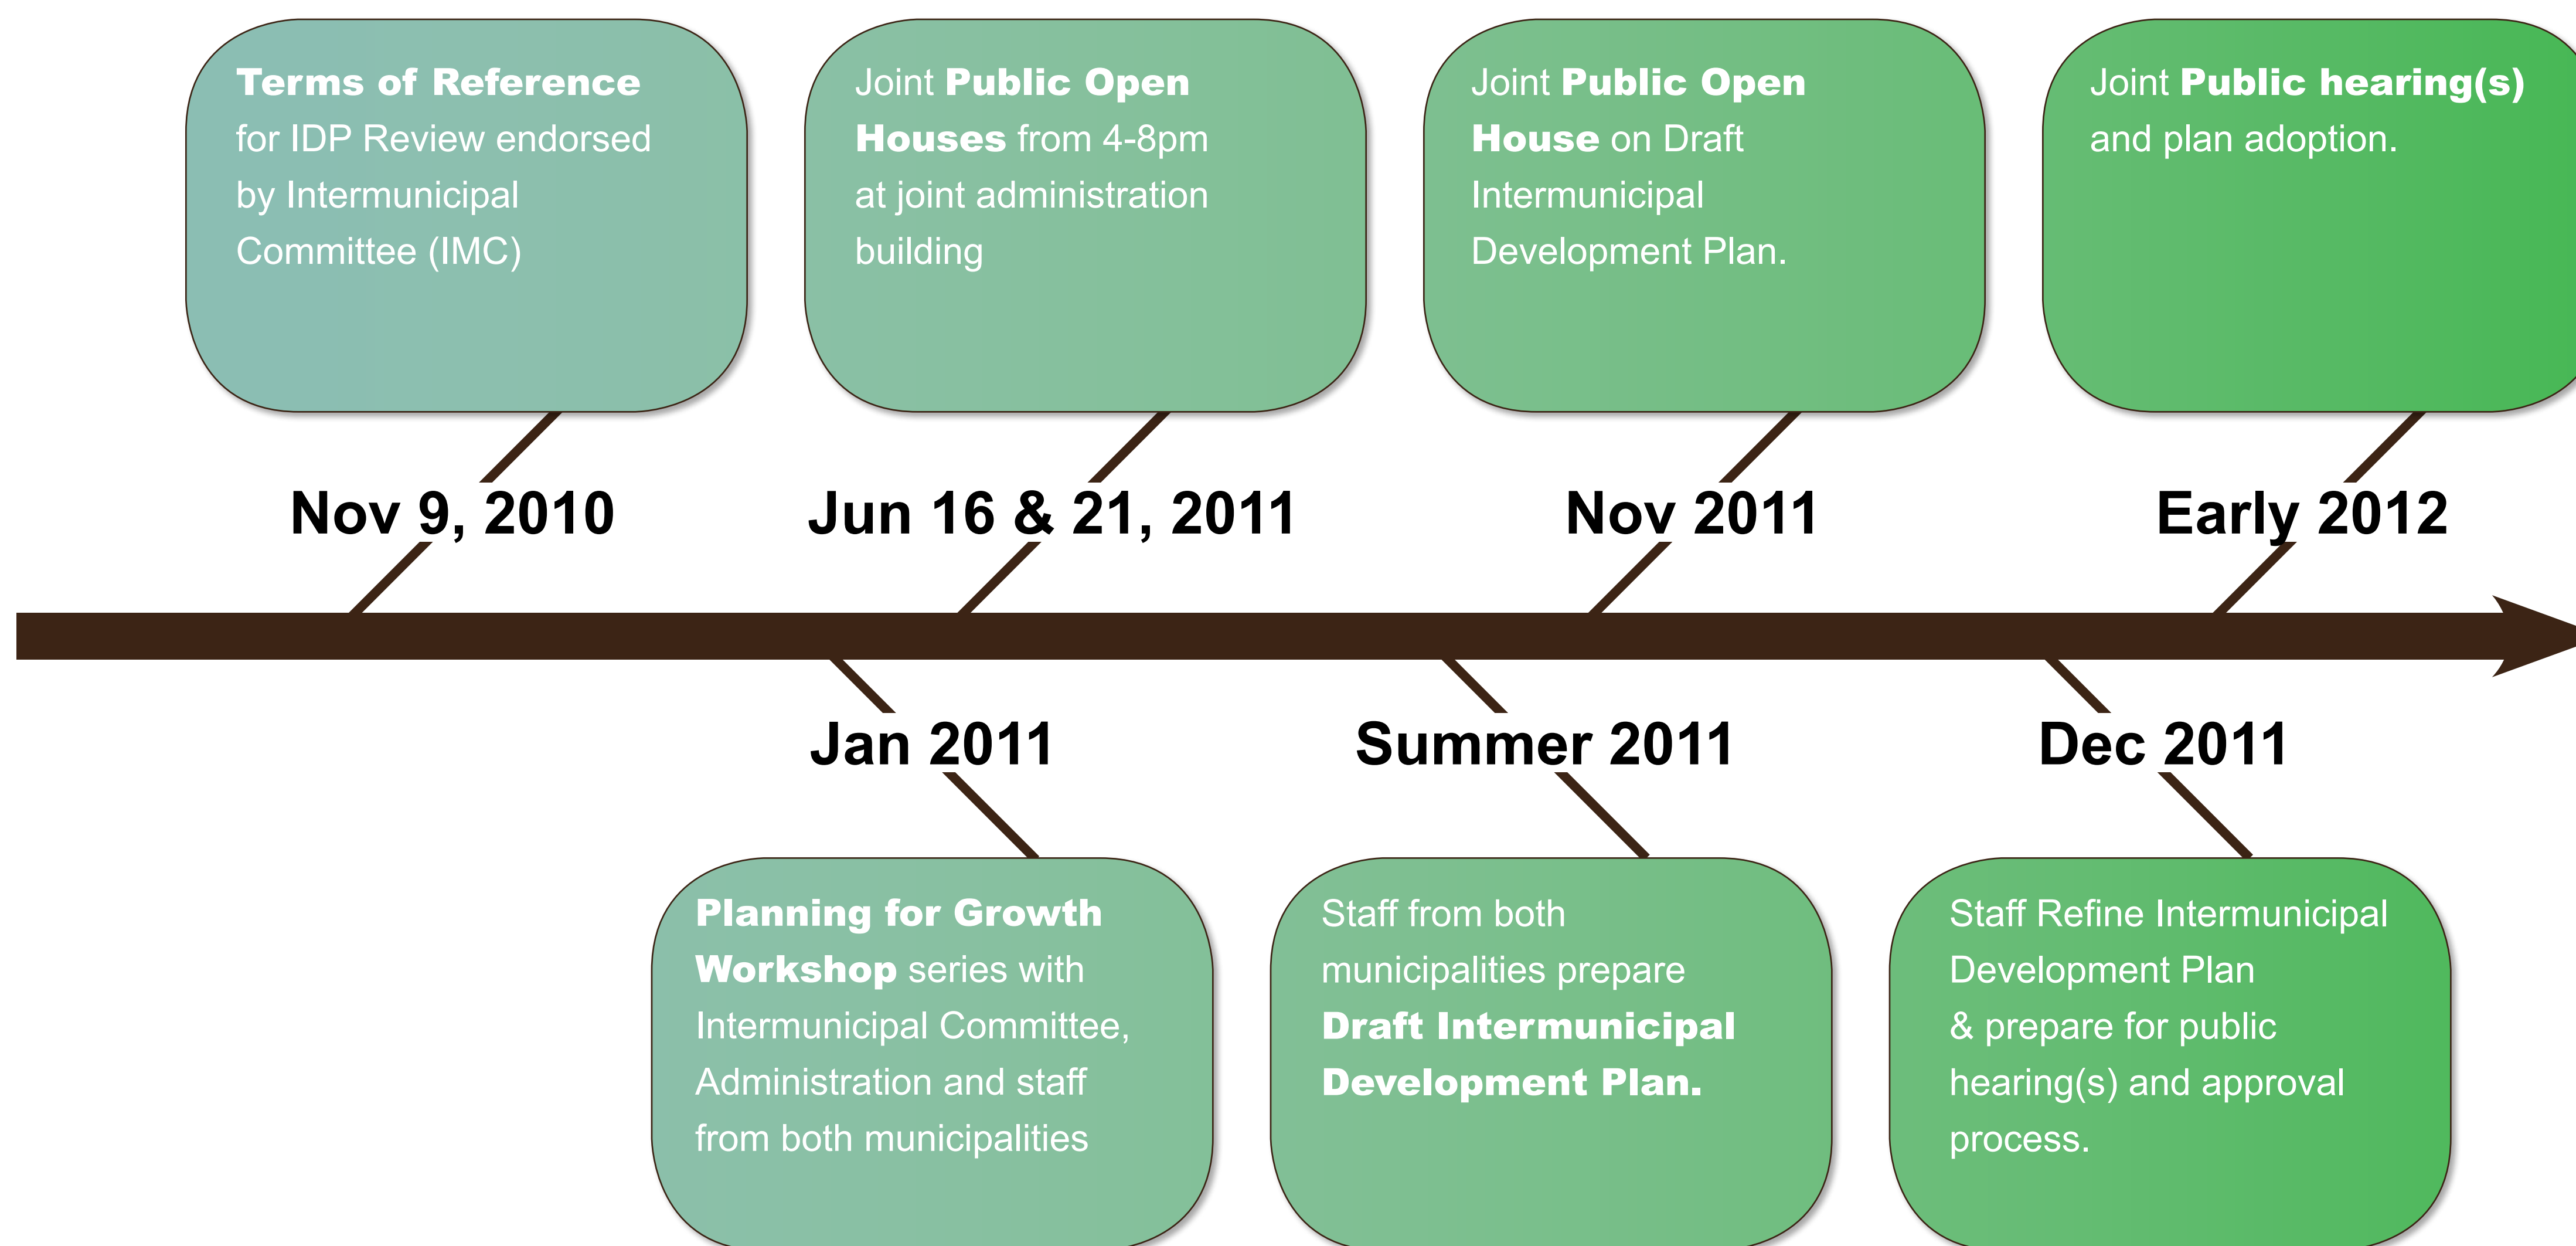 Terms of Reference
for IDP Review endorsed
by Intermunicipal
Committee (IMC)
Joint Public Open
Houses from 4-8pm
at joint administration
building
Joint Public Open
House on Draft
Intermunicipal
Development Plan.
Joint Public hearing(s)
and plan adoption.
Nov 9, 2010
Jun 16 & 21, 2011
Nov 2011
Early 2012
Jan 2011
Summer 2011
Dec 2011
Planning for Growth
Workshop series with
Intermunicipal Committee,
Administration and staff
from both municipalities
Staff from both
municipalities prepare
Draft Intermunicipal
Development Plan.
Staff Refine Intermunicipal
Development Plan
& prepare for public
hearing(s) and approval
process.